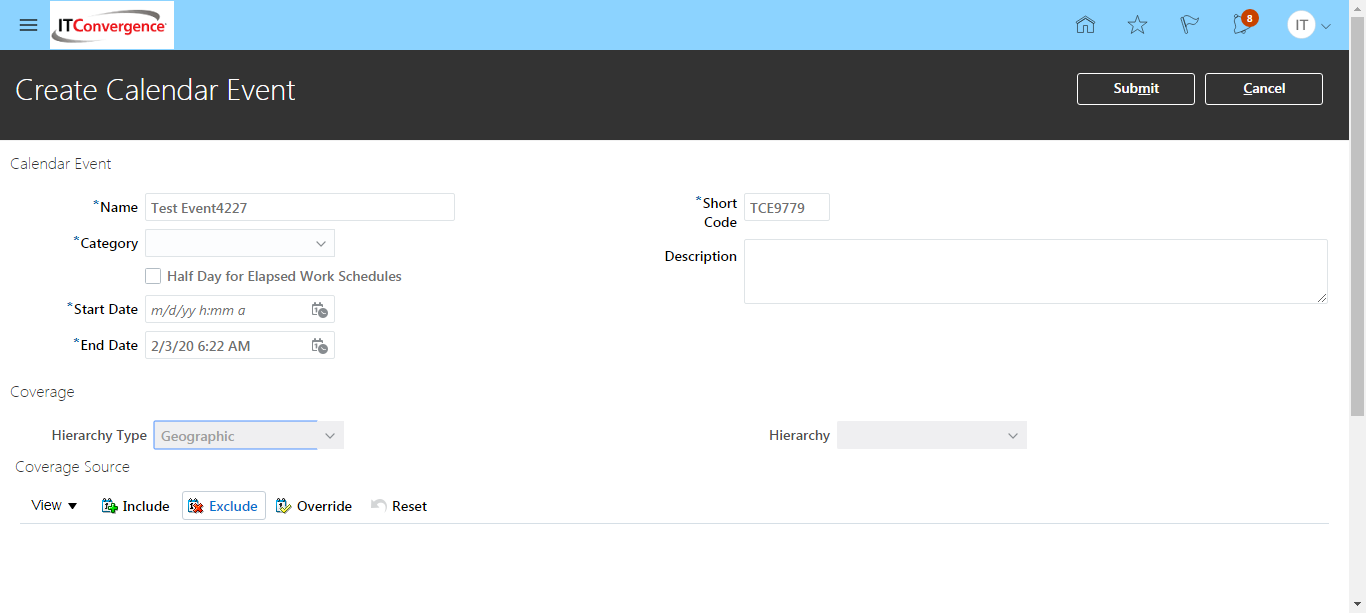 ITConvergence
8
IT
Create Calendar Event
Submit
Cancel
Calendar Event
*Name
Test Event4227
*Short Code
TCE9779
*Category
Description
Half Day for Elapsed Work Schedules
*Start Date
m/d/yy h:mm a
*End Date
2/3/20 6:22 AM
Coverage
Hierarchy Type
Geographic
Hierarchy
Coverage Source
View
Include
Exclude
Override
Reset